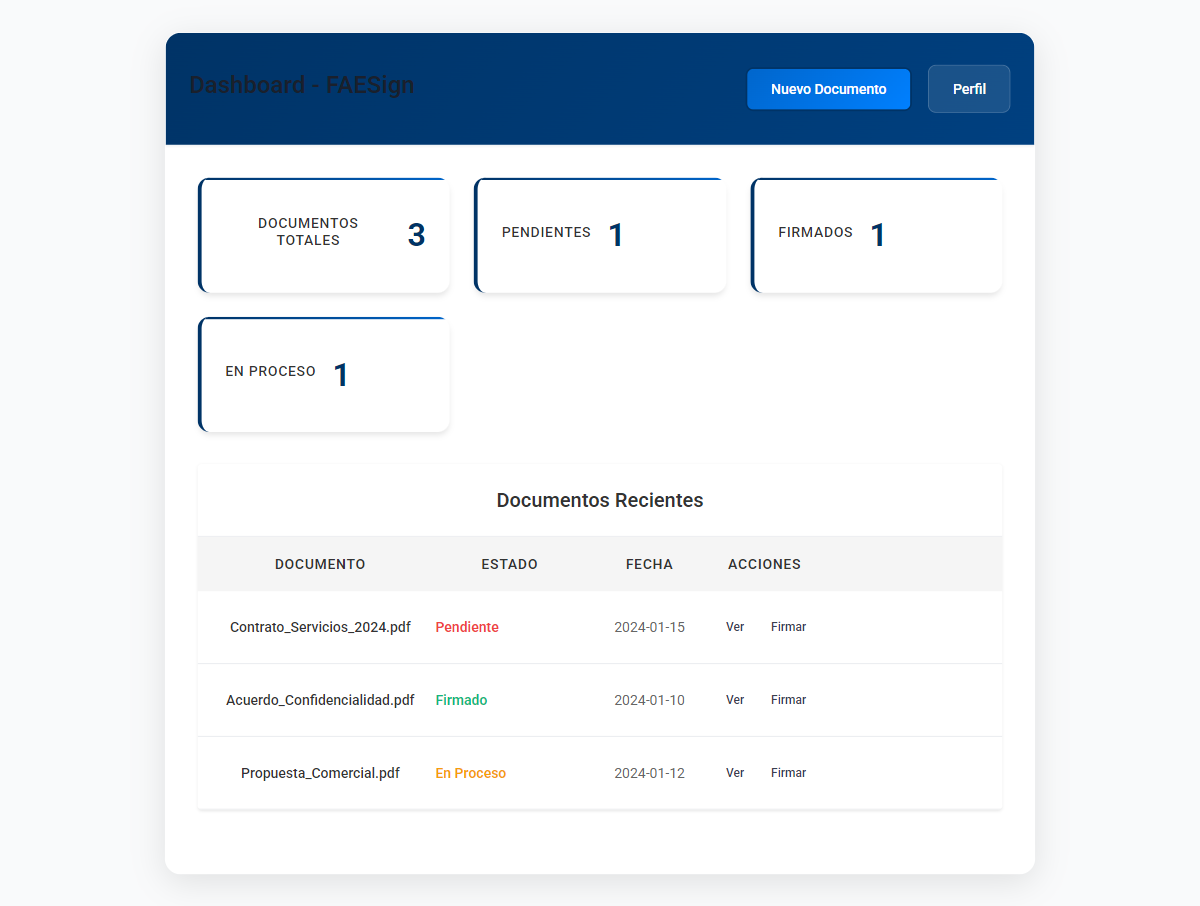 Dashboard - FAESign
Nuevo Documento
Perfil
DOCUMENTOS
TOTALES
3
PENDIENTES
1
FIRMADOS
1
EN PROCESO
1
Documentos Recientes
DOCUMENTO ESTADO FECHA ACCIONES
Contrato_Servicios_2024.pdf Pendiente 2024-01-15 Ver Firmar
Acuerdo_Confidencialidad.pdf Firmado 2024-01-10 Ver Firmar
Propuesta_Comercial.pdf En Proceso 2024-01-12 Ver Firmar